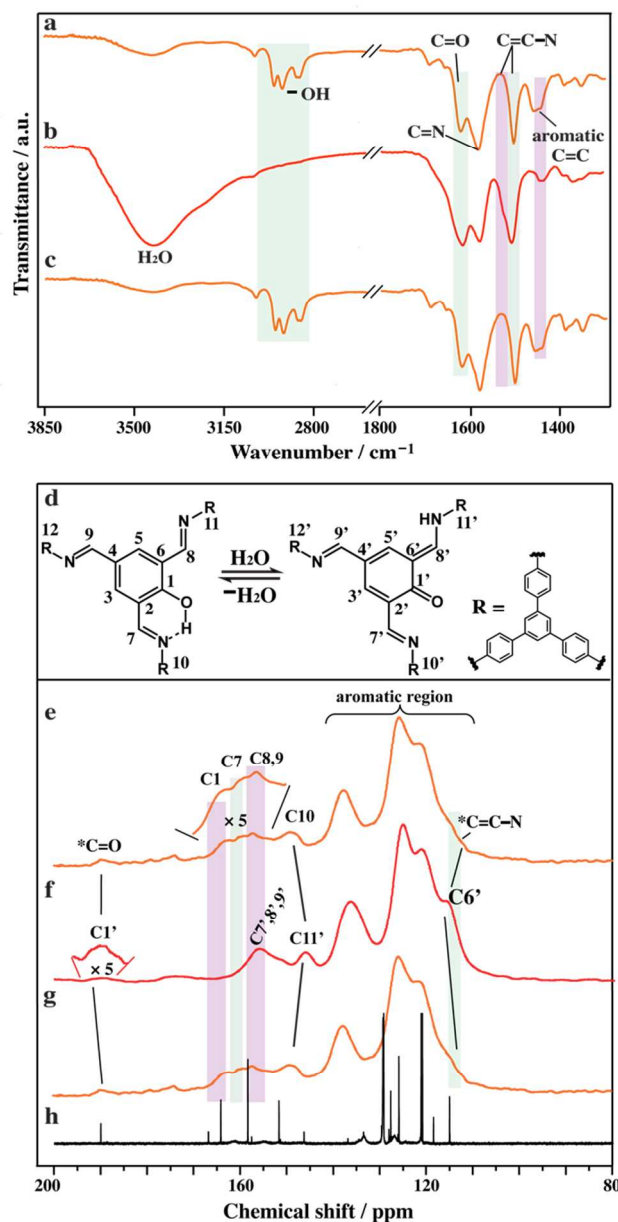 a
C=O
C=C–N
–OH
C=N
aromatic
C=C
b
H₂O
c
Transmittance / a.u.
3850
3500
3150
2800
1800
1600
1400
Wavenumber / cm⁻¹
d
R
12
N
9
4
5
3
6
2
1
N
R
11
8
O
H
7
N
10
R
H₂O
−H₂O
R
12'
N
9'
4'
5'
3'
6'
2'
1'
R
HN
11'
8'
O
7'
N
10'
R
R =
aromatic region
e
C1
C7
C8,9
× 5
C10
*C=O
*C=C–N
f
C1'
× 5
C7',8',9'
C11'
C6'
g
h
200
160
120
80
Chemical shift / ppm